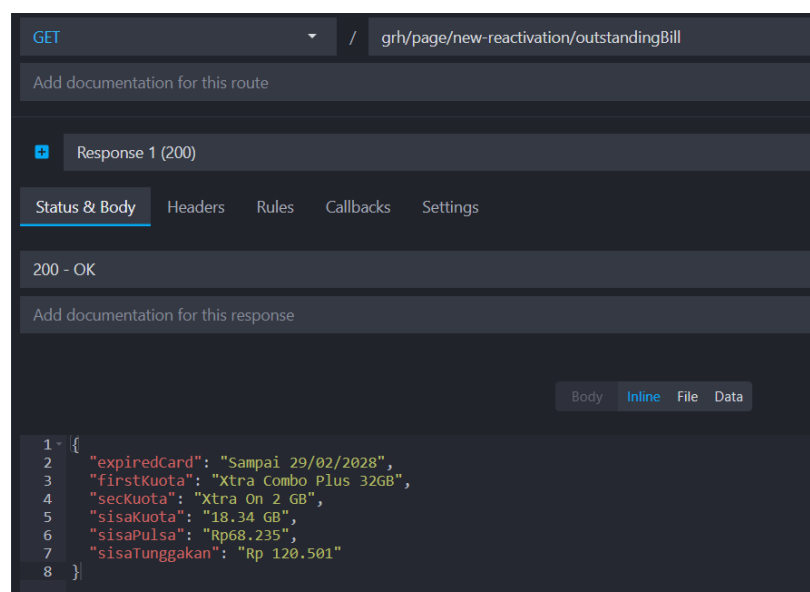 GET / grh/page/new-reactivation/outstandingBill
Add documentation for this route
Response 1 (200)
Status & Body Headers Rules Callbacks Settings
200 - OK
Add documentation for this response
Body Inline File Data
1 {
2 "expiredCard": "Sampai 29/02/2028",
3 "firstKuota": "Xtra Combo Plus 32GB",
4 "secKuota": "Xtra On 2 GB",
5 "sisaKuota": "18.34 GB",
6 "sisaPulsa": "Rp68.235",
7 "sisaTunggakan": "Rp 120.501"
8 }